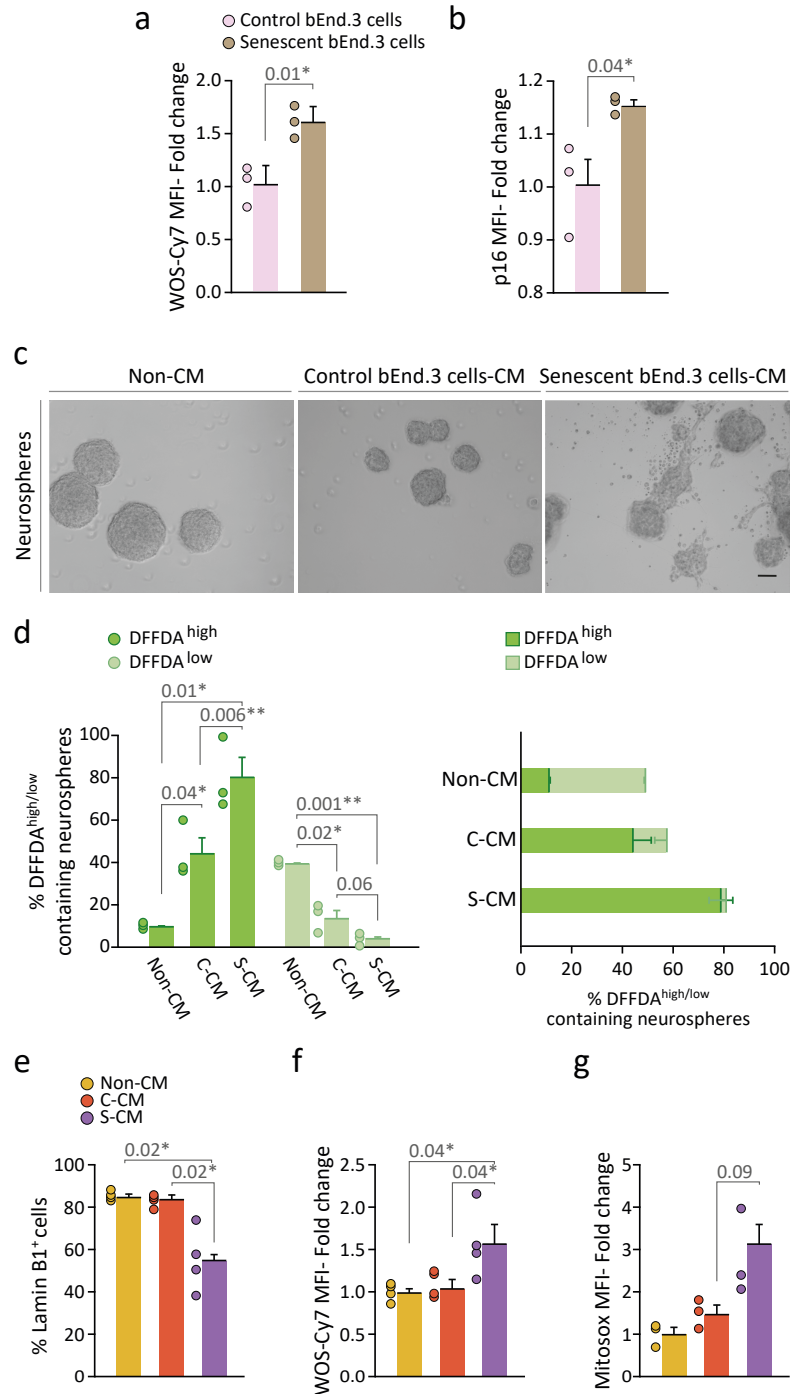 a
Control bEnd.3 cells
Senescent bEnd.3 cells
b
WOS-Cy7 MFI- Fold change
2.0
1.5
1.0
0.5
0.0
0.01*
p16 MFI- Fold change
1.2
1.1
1.0
0.9
0.8
0.04*
c
Non-CM
Control bEnd.3 cells-CM
Senescent bEnd.3 cells-CM
Neurospheres
d
DFFDA high
DFFDA low
% DFFDA high/low
containing neurospheres
100
80
60
40
20
0
0.01*
0.006**
0.04*
0.001**
0.02*
0.06
Non-CM
C-CM
S-CM
Non-CM
C-CM
S-CM
DFFDA high
DFFDA low
Non-CM
C-CM
S-CM
0 20 40 60 80 100
% DFFDA high/low
containing neurospheres
e
Non-CM
C-CM
S-CM
% Lamin B1+ cells
100
80
60
40
20
0
0.02*
0.02*
f
WOS-Cy7 MFI- Fold change
2.5
2.0
1.5
1.0
0.5
0.0
0.04*
0.04*
g
Mitosox MFI- Fold change
5
4
3
2
1
0
0.09